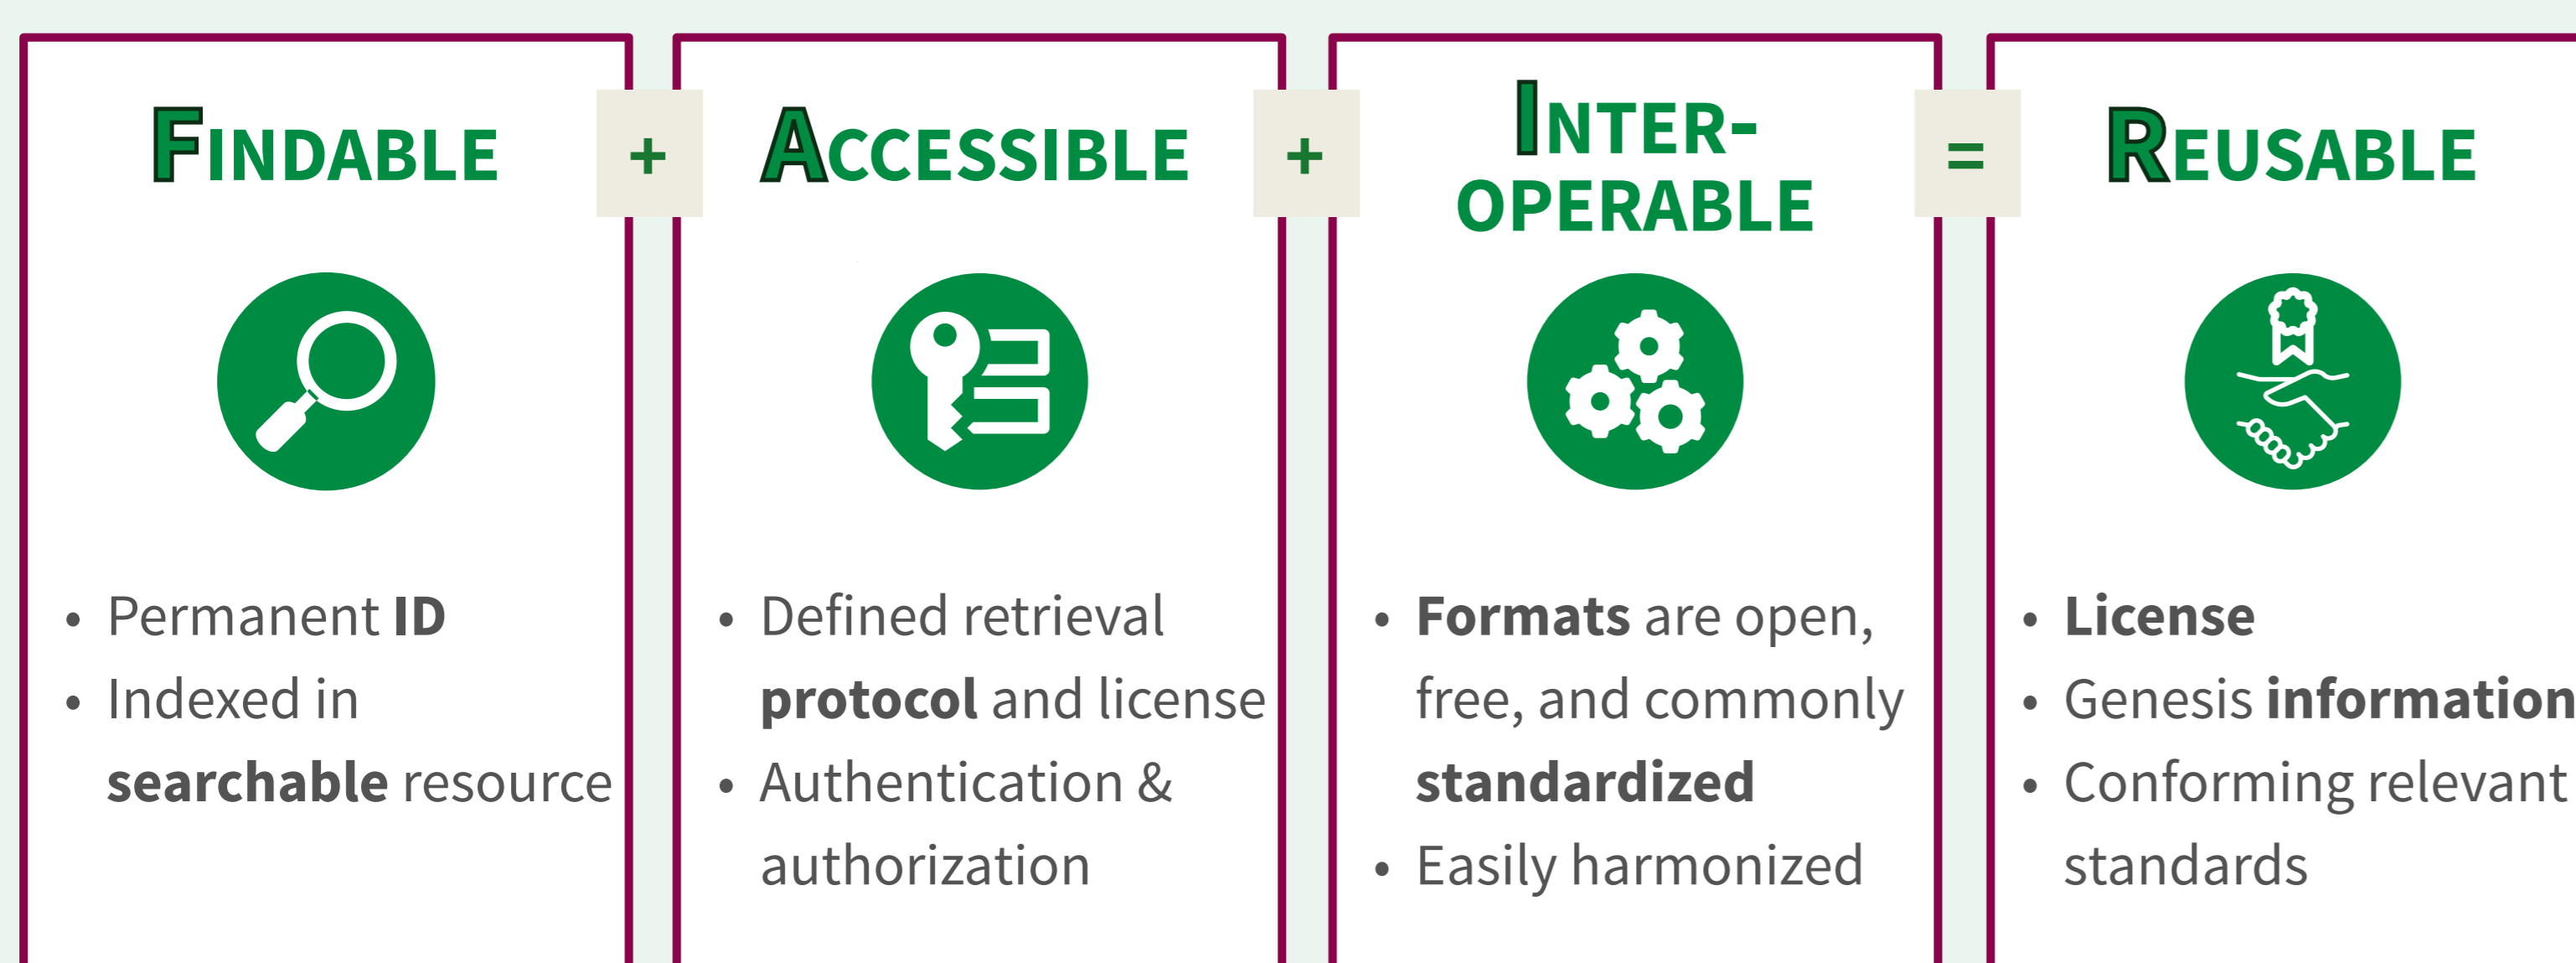 FINDABLE
• Permanent ID
• Indexed in
searchable resource
+
ACCESSIBLE
• Defined retrieval
protocol and license
• Authentication &
authorization
+
INTER-
OPERABLE
• Formats are open,
free, and commonly
standardized
• Easily harmonized
=
REUSABLE
• License
• Genesis information
• Conforming relevant
standards